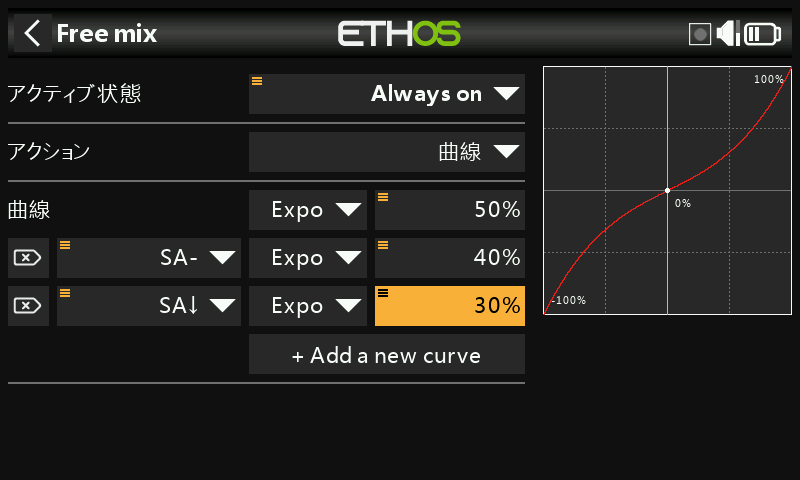 Free mix
ETHOS
アクティブ状態 Always on
アクション 曲線
曲線 Expo 50%
SA- Expo 40%
SA↓ Expo 30%
+ Add a new curve
100%
0%
-100%